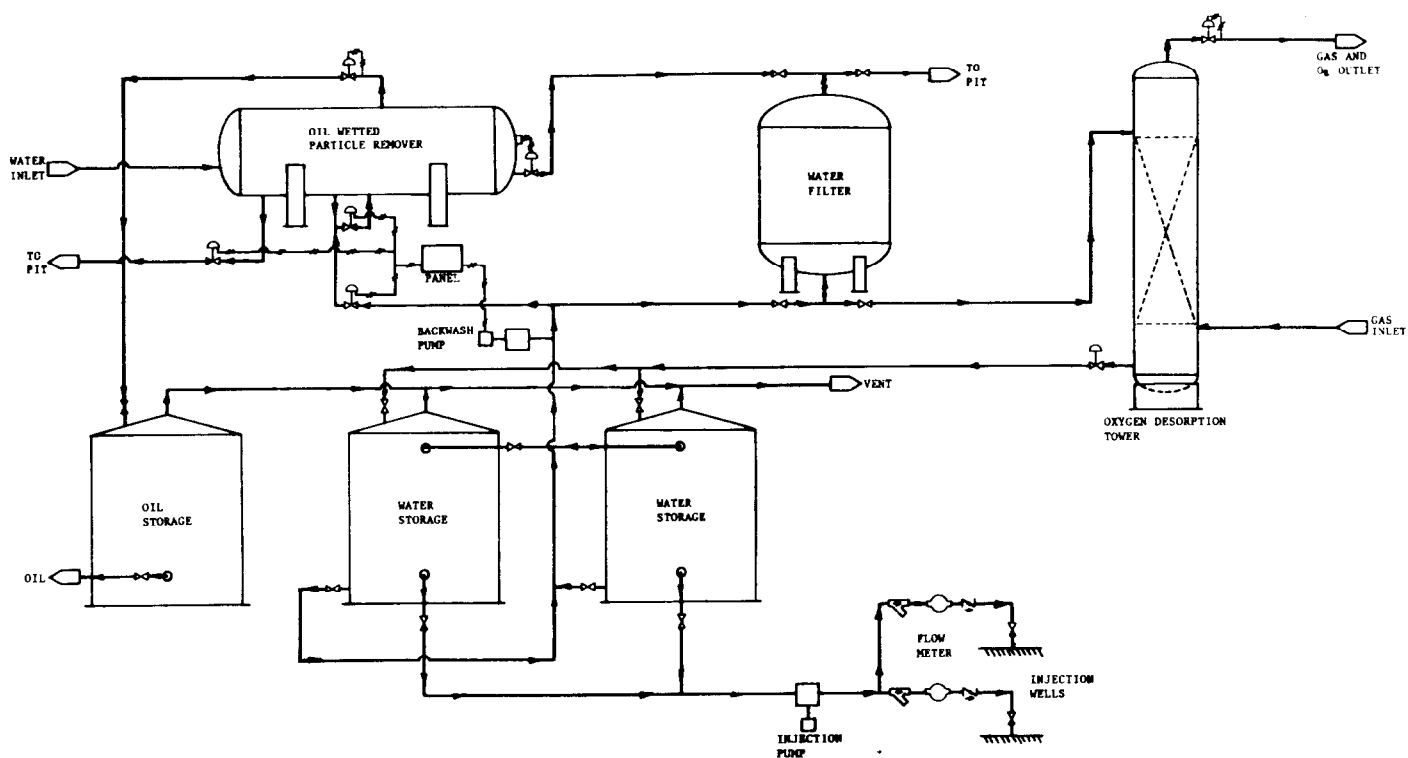 GAS AND
O2 OUTLET
TO
PIT
OIL WETTED
PARTICLE REMOVER
WATER
INLET
WATER
FILTER
TO
PIT
PANEL
BACKWASH
PUMP
GAS
INLET
VENT
OXYGEN DESORPTION
TOWER
OIL
STORAGE
WATER
STORAGE
WATER
STORAGE
OIL
FLOW
METER
INJECTION
WELLS
INJECTION
PUMP